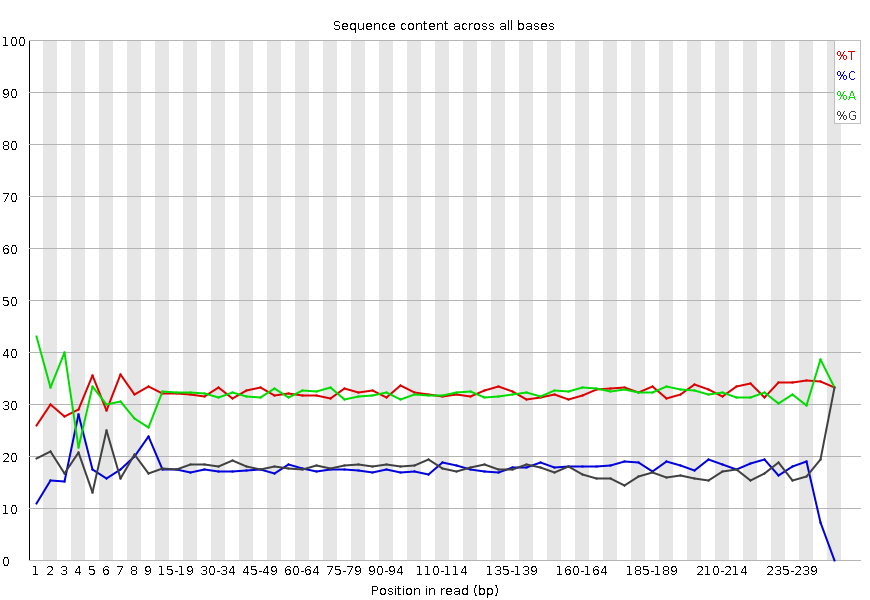 Sequence content across all bases
100
90
80
70
60
50
40
30
20
10
0
%T
%C
%A
%G
1 2 3 4 5 6 7 8 9 15-19 30-34 45-49 60-64 75-79 90-94 110-114 135-139 160-164 185-189 210-214 235-239
Position in read (bp)